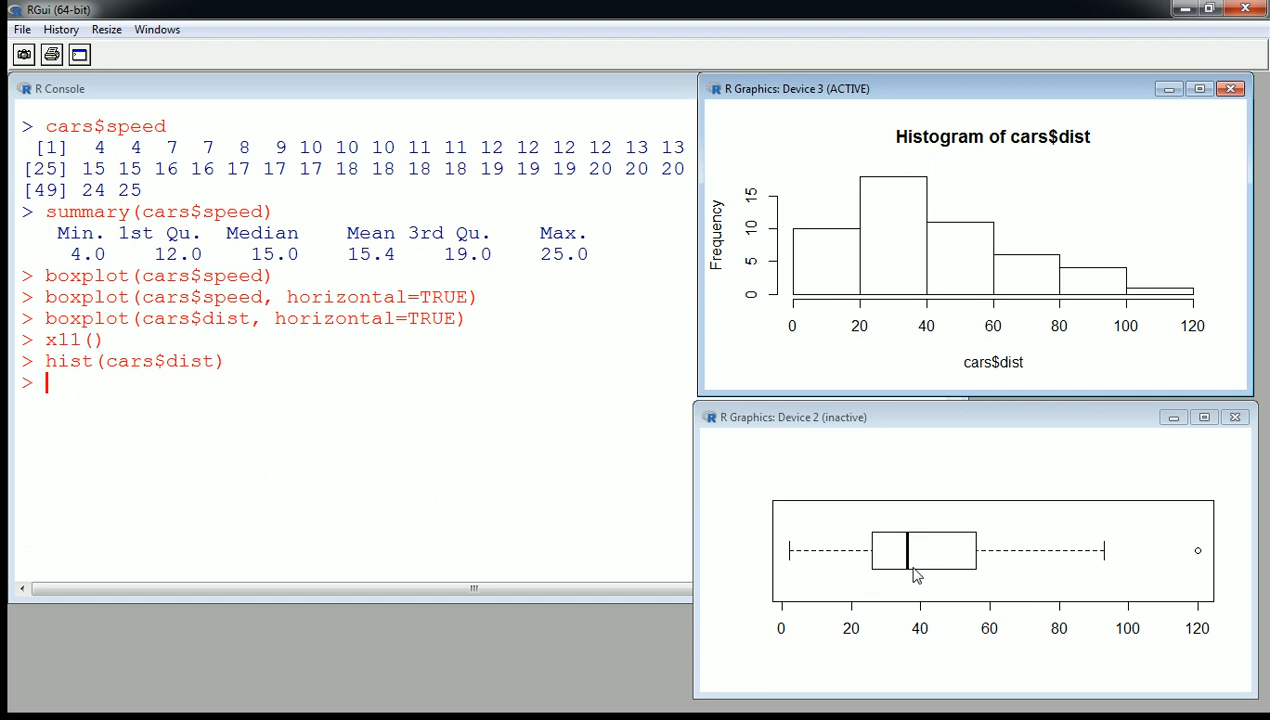 RGui (64-bit)
File History Resize Windows
R Console
> cars$speed
[1] 4 4 7 7 8 9 10 10 10 11 11 12 12 12 12 13 13
[25] 15 15 16 16 17 17 17 18 18 18 18 19 19 19 20 20 20
[49] 24 25
> summary(cars$speed)
Min. 1st Qu. Median Mean 3rd Qu. Max.
4.0 12.0 15.0 15.4 19.0 25.0
> boxplot(cars$speed)
> boxplot(cars$speed, horizontal=TRUE)
> boxplot(cars$dist, horizontal=TRUE)
> x11()
> hist(cars$dist)
>
R Graphics: Device 3 (ACTIVE)
Histogram of cars$dist
Frequency
15
10
5
0
0 20 40 60 80 100 120
cars$dist
R Graphics: Device 2 (inactive)
0 20 40 60 80 100 120